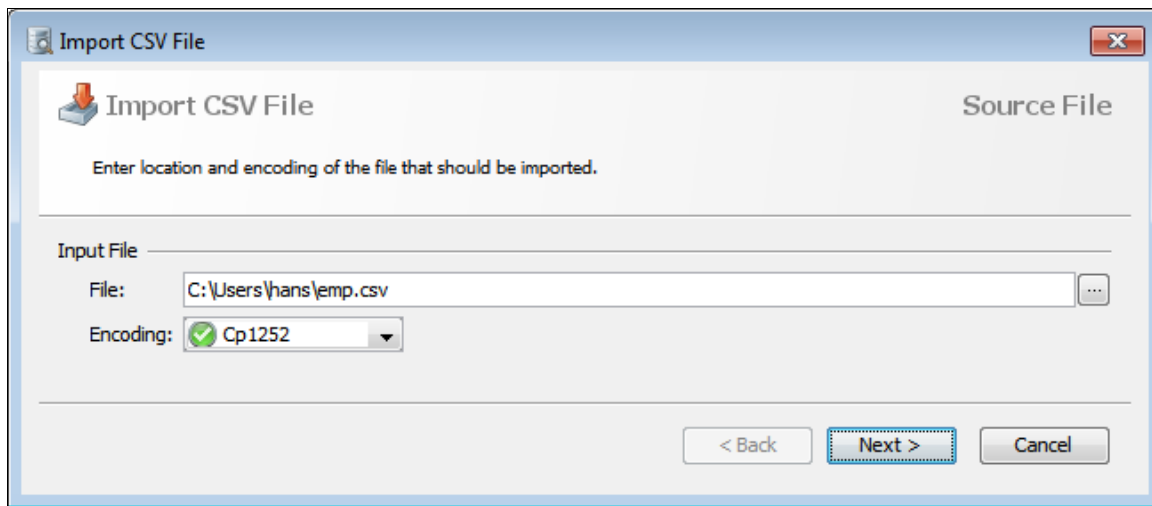 Import CSV File
Import CSV File Source File
Enter location and encoding of the file that should be imported.
Input File
File: C:\Users\hans\emp.csv ...
Encoding: Cp1252
< Back Next > Cancel